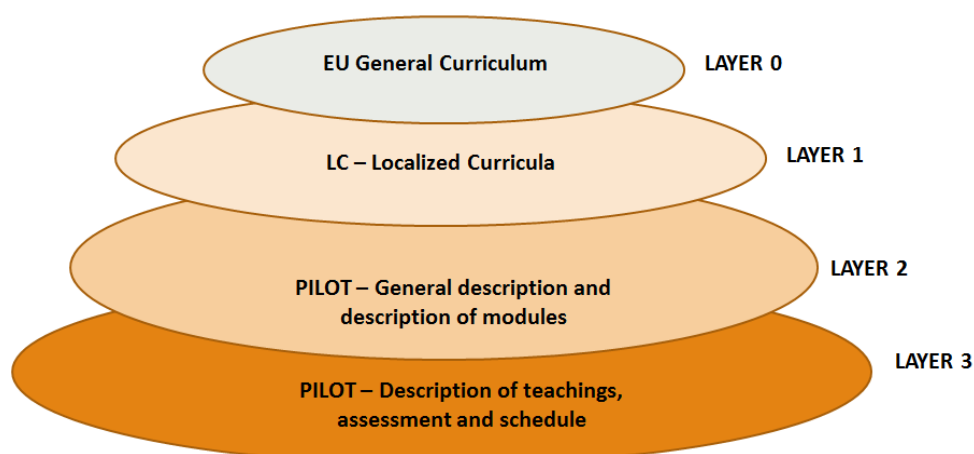 EU General Curriculum
LAYER 0
LC – Localized Curricula
LAYER 1
PILOT – General description and
description of modules
LAYER 2
PILOT – Description of teachings,
assessment and schedule
LAYER 3